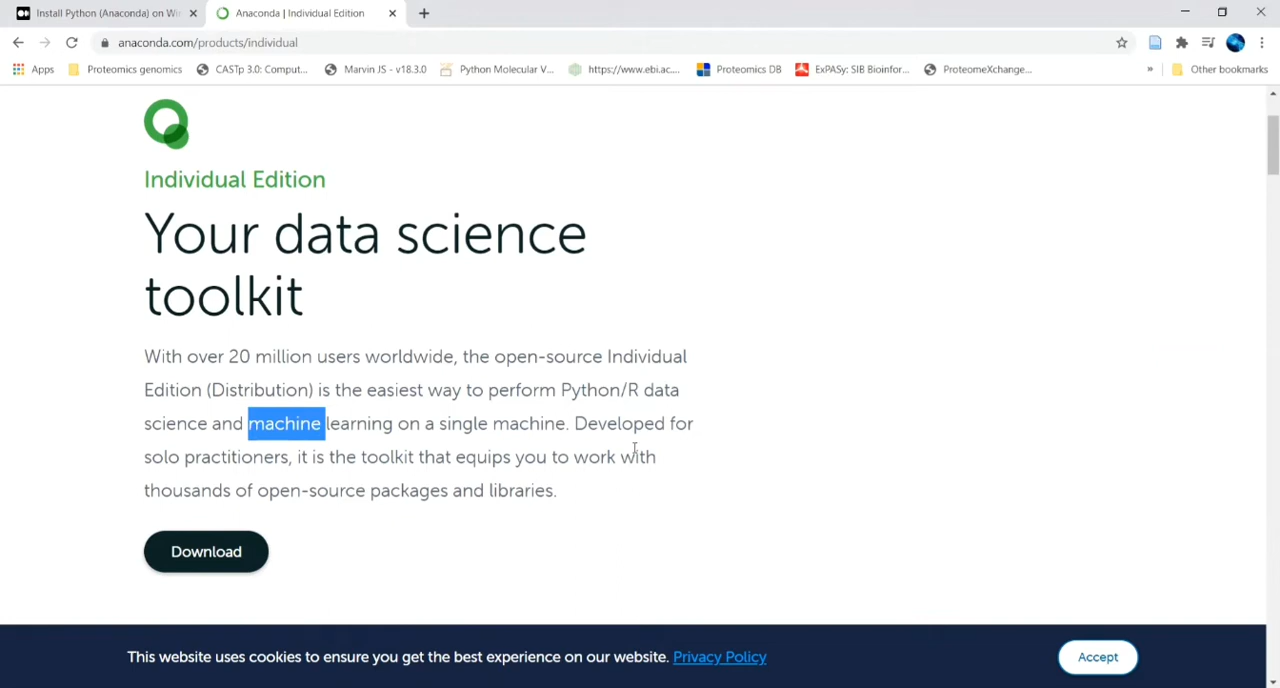 Install Python (Anaconda) on Wi
Anaconda | Individual Edition
anaconda.com/products/individual
Apps
Proteomics genomics
CASTp 3.0: Comput...
Marvin JS - v18.3.0
Python Molecular V...
https://www.ebi.ac....
Proteomics DB
ExPASy: SIB Bioinfor...
ProteomeXchange...
»
Other bookmarks
Individual Edition
Your data science
toolkit
With over 20 million users worldwide, the open-source Individual
Edition (Distribution) is the easiest way to perform Python/R data
science and machine learning on a single machine. Developed for
solo practitioners, it is the toolkit that equips you to work with
thousands of open-source packages and libraries.
Download
This website uses cookies to ensure you get the best experience on our website. Privacy Policy
Accept